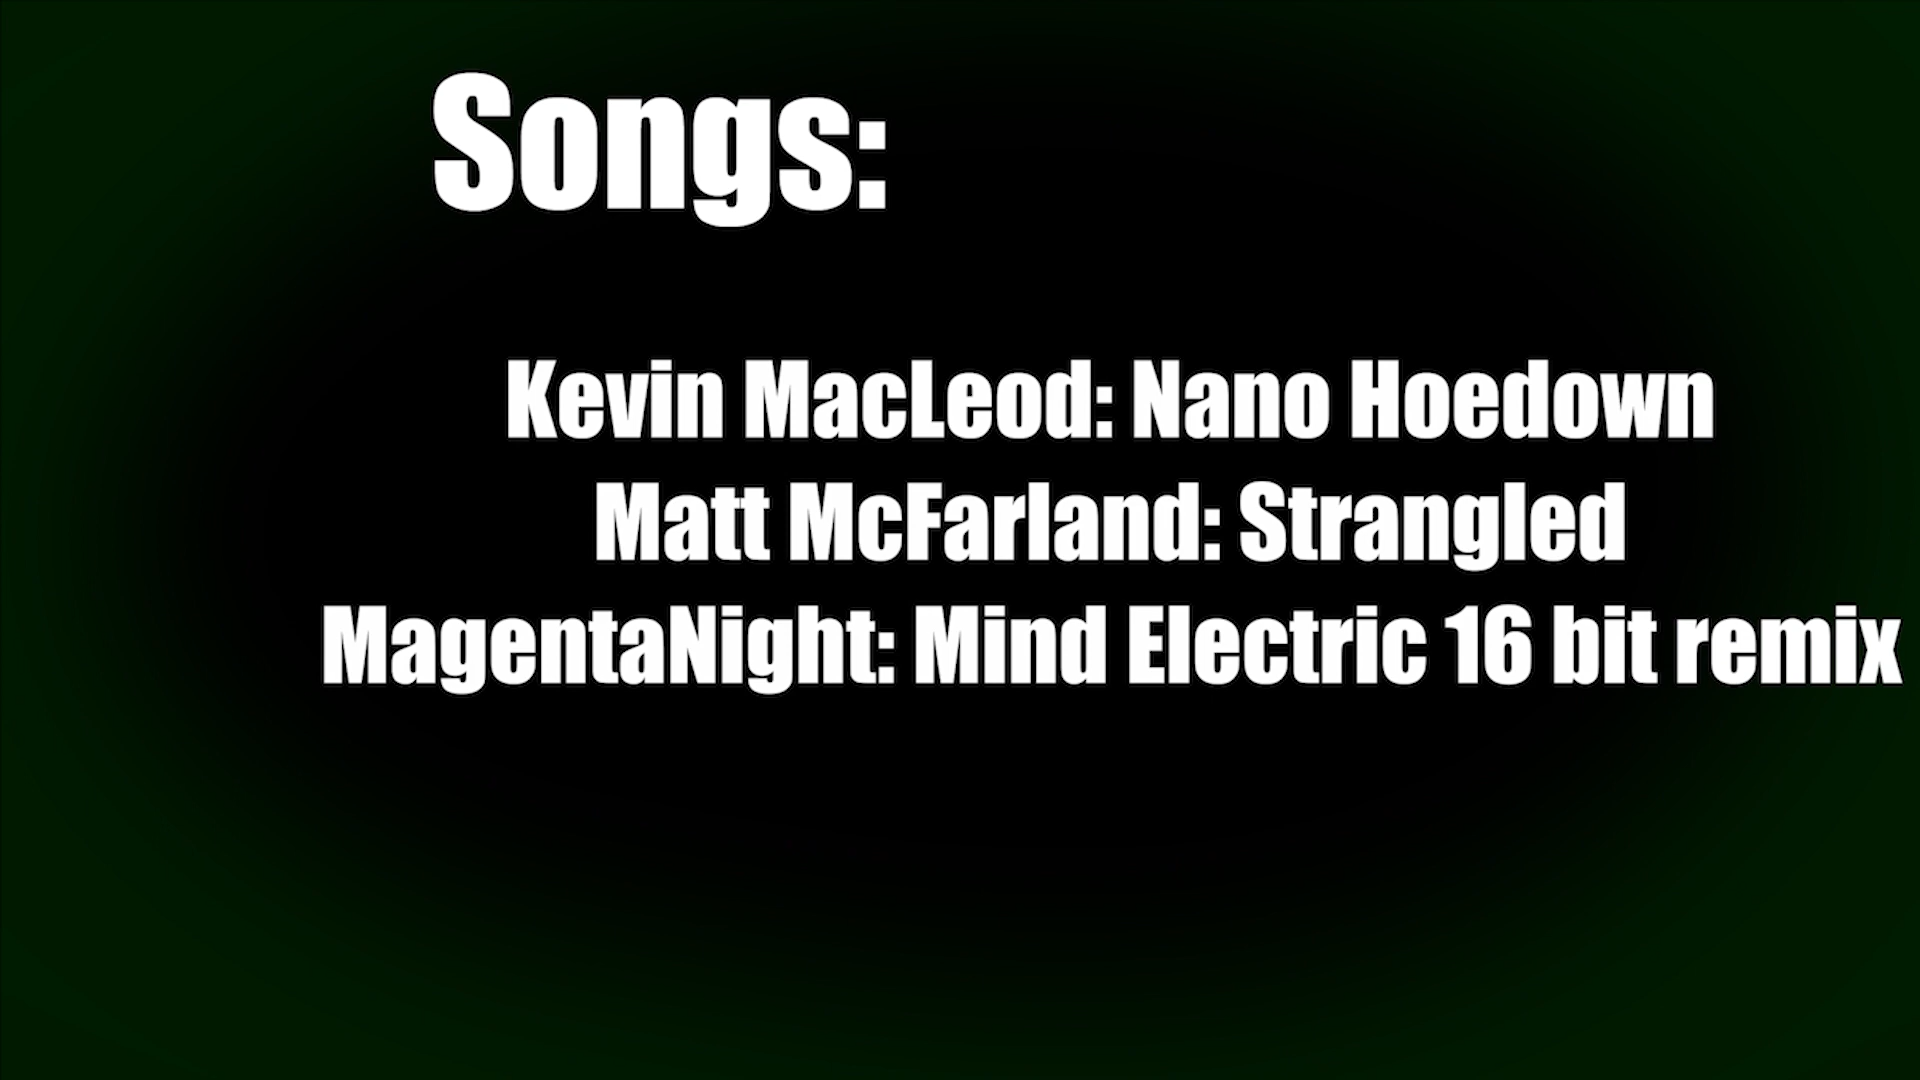 Songs:
Kevin MacLeod: Nano Hoedown
Matt McFarland: Strangled
MagentaNight: Mind Electric 16 bit remix